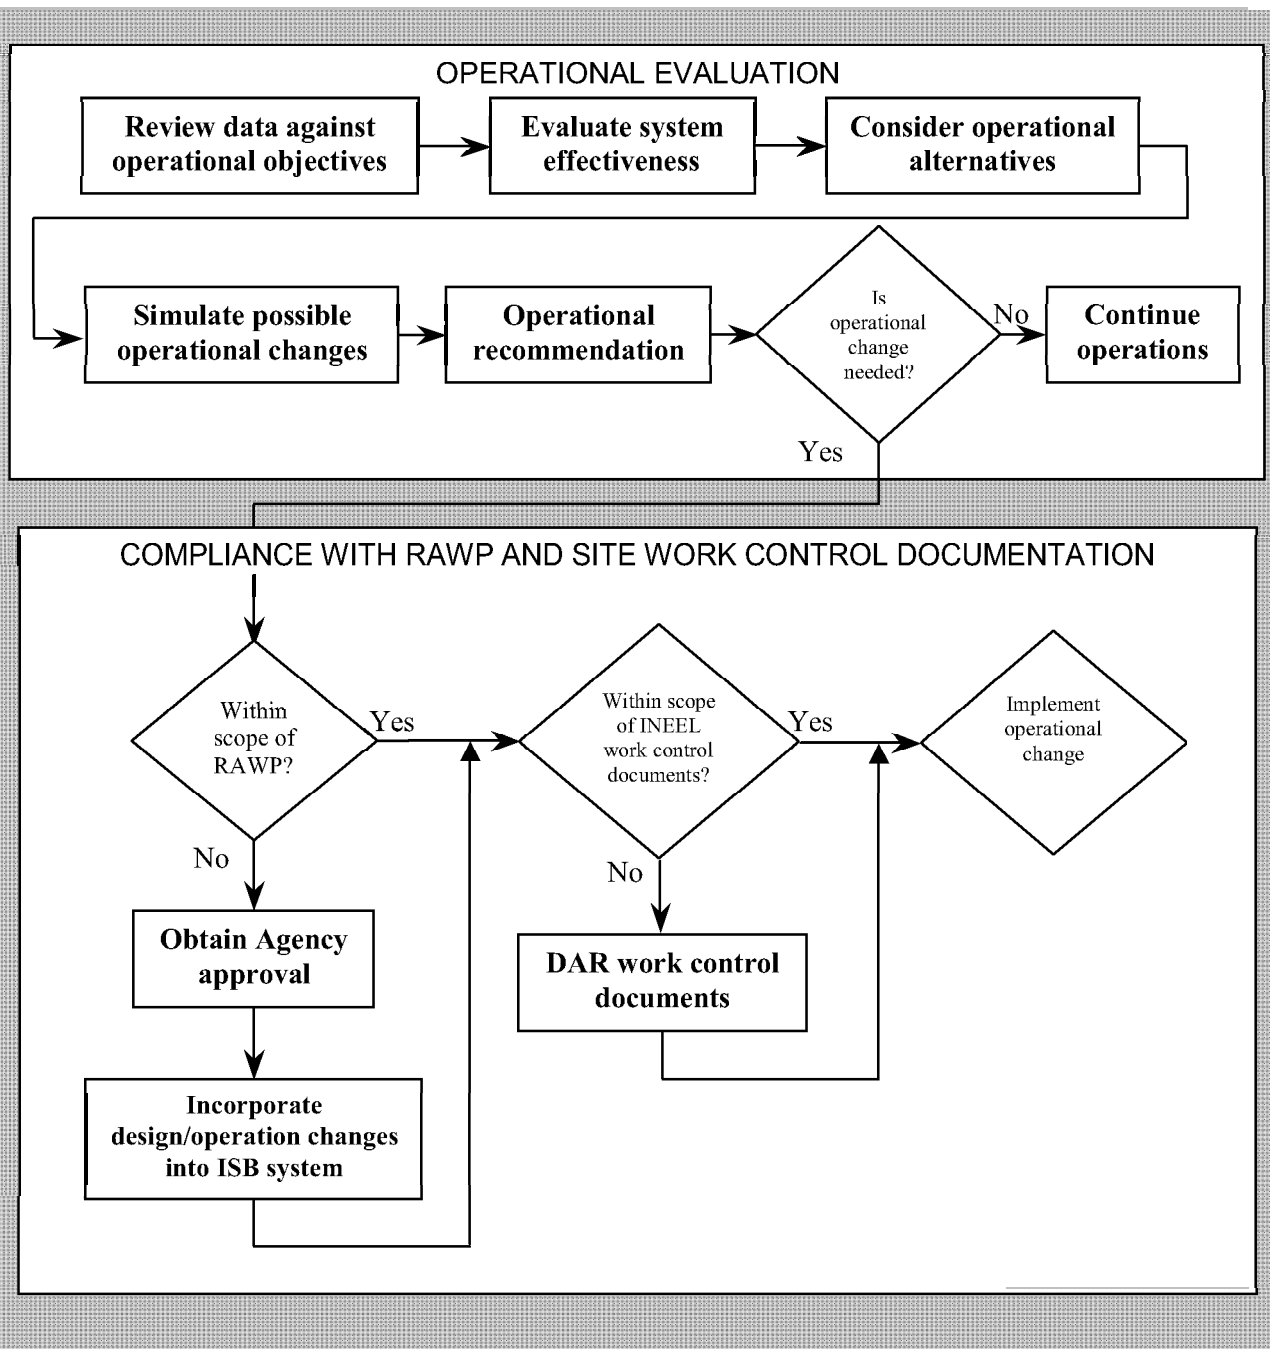 OPERATIONAL EVALUATION
Review data against
operational objectives
Evaluate system
effectiveness
Consider operational
alternatives
Simulate possible
operational changes
Operational
recommendation
Is
operational
change
needed?
No
Continue
operations
Yes
COMPLIANCE WITH RAWP AND SITE WORK CONTROL DOCUMENTATION
Within
scope of
RAWP?
Yes
Within scope
of INEEL
work control
documents?
Yes
Implement
operational
change
No
Obtain Agency
approval
No
DAR work control
documents
Incorporate
design/operation changes
into ISB system